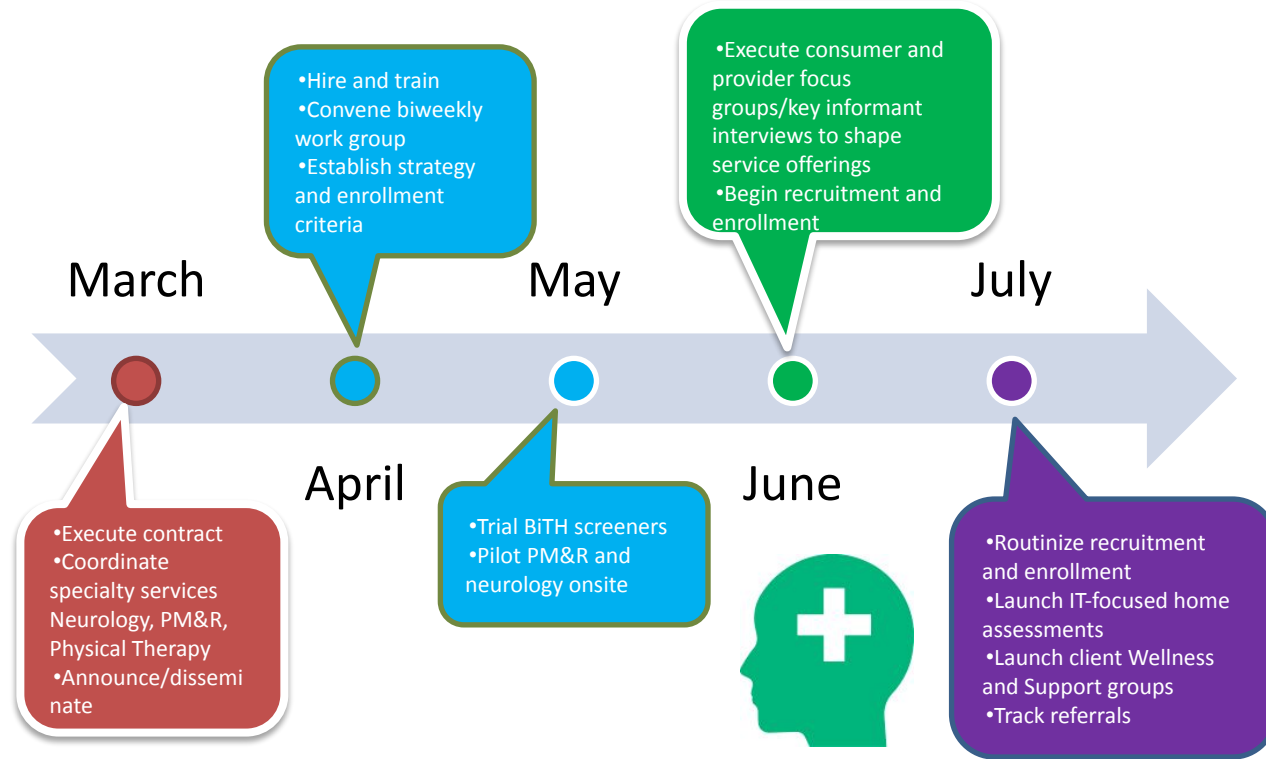 March
•Execute contract
•Coordinate
specialty services
Neurology, PM&R,
Physical Therapy
•Announce/dissemi
nate
•Hire and train
•Convene biweekly
work group
•Establish strategy
and enrollment
criteria
April
May
•Trial BiTH screeners
•Pilot PM&R and
neurology onsite
•Execute consumer and
provider focus
groups/key informant
interviews to shape
service offerings
•Begin recruitment and
enrollment
June
July
•Routinize recruitment
and enrollment
•Launch IT-focused home
assessments
•Launch client Wellness
and Support groups
•Track referrals